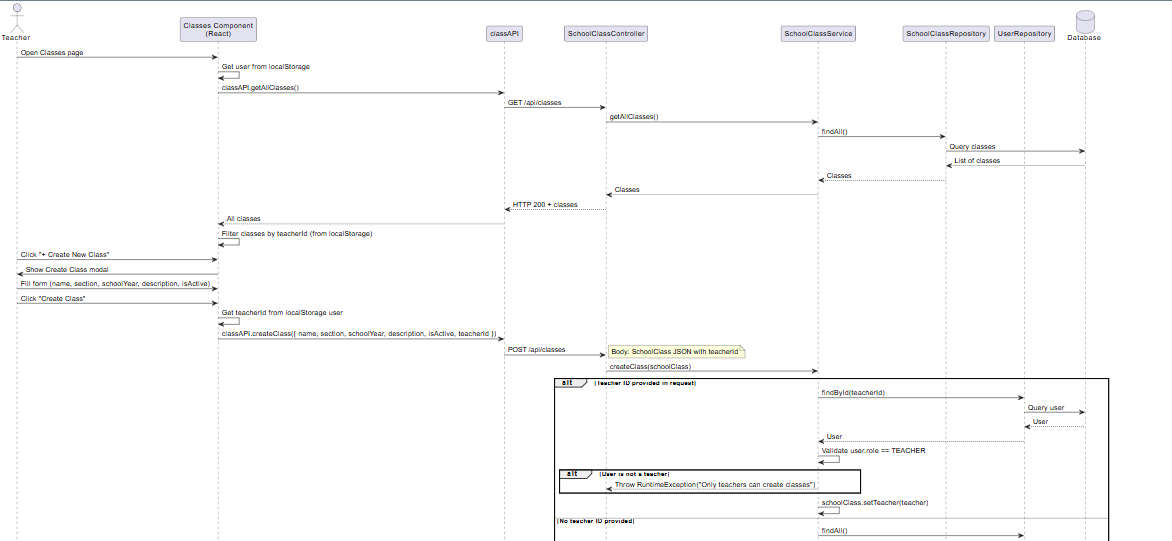 Teacher
Classes Component
(React)
classAPI
SchoolClassController
SchoolClassService
SchoolClassRepository
UserRepository
Database
Open Classes page
Get user from localStorage
classAPI.getAllClasses()
GET /api/classes
getAllClasses()
findAll()
Query classes
List of classes
Classes
Classes
HTTP 200 + classes
All classes
Filter classes by teacherId (from localStorage)
Click "+ Create New Class"
Show Create Class modal
Fill form (name, section, schoolYear, description, isActive)
Click "Create Class"
Get teacherId from localStorage user
classAPI.createClass({ name, section, schoolYear, description, isActive, teacherId })
POST /api/classes
Body: SchoolClass JSON with teacherId
createClass(schoolClass)
alt [Teacher ID provided in request]
findById(teacherId)
Query user
User
User
Validate user.role == TEACHER
alt [User is not a teacher]
Throw RuntimeException("Only teachers can create classes")
schoolClass.setTeacher(teacher)
[No teacher ID provided]
findAll()